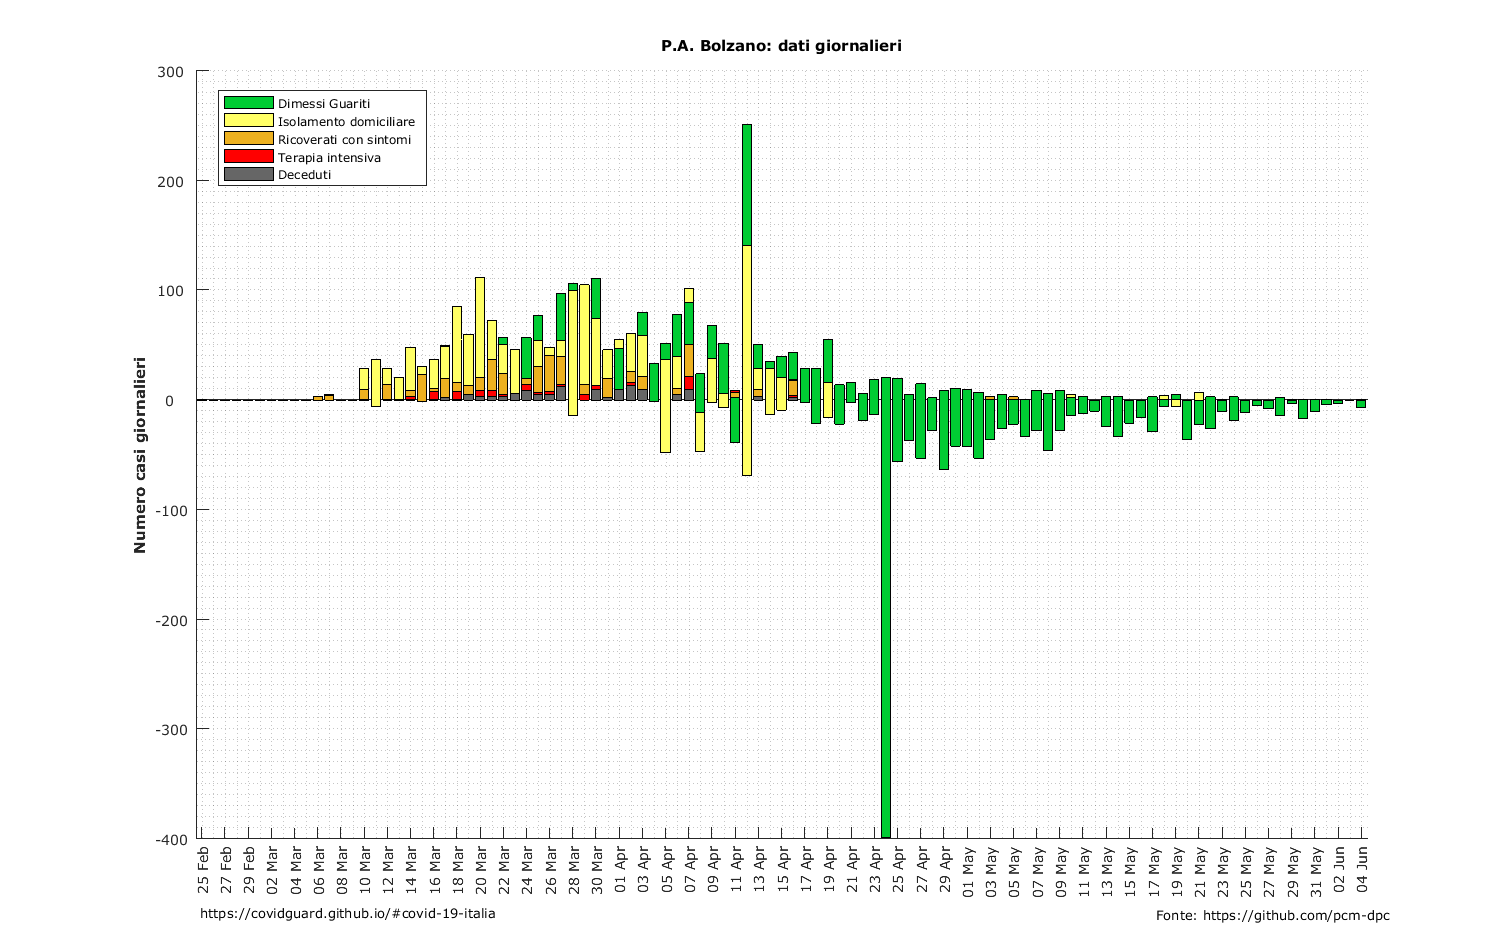 P.A. Bolzano: dati giornalieri
Dimessi Guariti
Isolamento domiciliare
Ricoverati con sintomi
Terapia intensiva
Deceduti
Numero casi giornalieri
300
200
100
0
-100
-200
-300
-400
25 Feb
27 Feb
29 Feb
02 Mar
04 Mar
06 Mar
08 Mar
10 Mar
12 Mar
14 Mar
16 Mar
18 Mar
20 Mar
22 Mar
24 Mar
26 Mar
28 Mar
30 Mar
01 Apr
03 Apr
05 Apr
07 Apr
09 Apr
11 Apr
13 Apr
15 Apr
17 Apr
19 Apr
21 Apr
23 Apr
25 Apr
27 Apr
29 Apr
01 May
03 May
05 May
07 May
09 May
11 May
13 May
15 May
17 May
19 May
21 May
23 May
25 May
27 May
29 May
31 May
02 Jun
04 Jun
https://covidguard.github.io/#covid-19-italia
Fonte: https://github.com/pcm-dpc